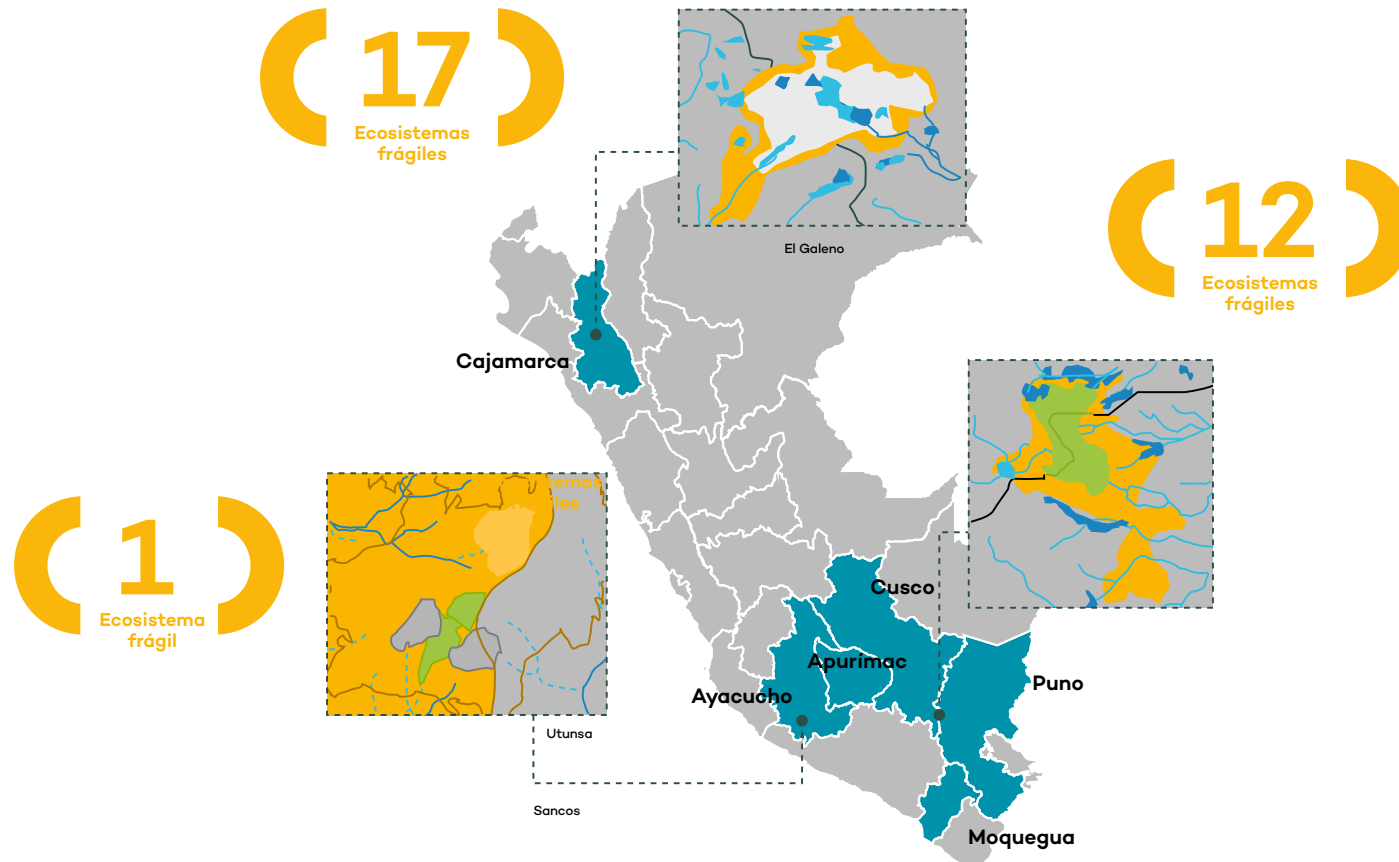 17
Ecosistemas
frágiles
El Galeno
12
Ecosistemas
frágiles
Cajamarca
1
Ecosistema
frágil
Cusco
Apurímac
Ayacucho
Puno
Utunsa
Sancos
Moquegua